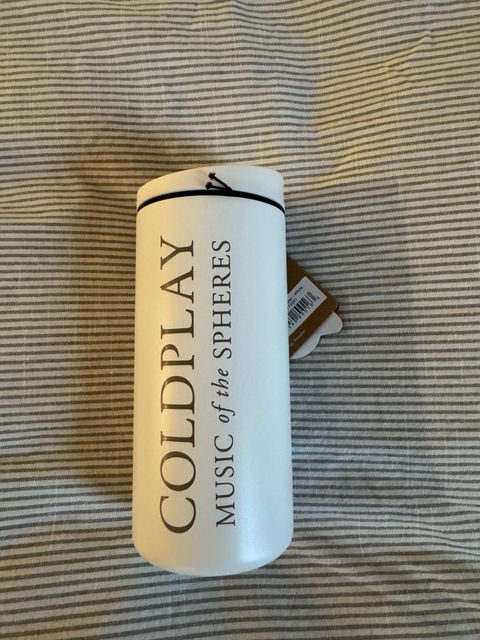 COLDPLAY
MUSIC of the SPHERES